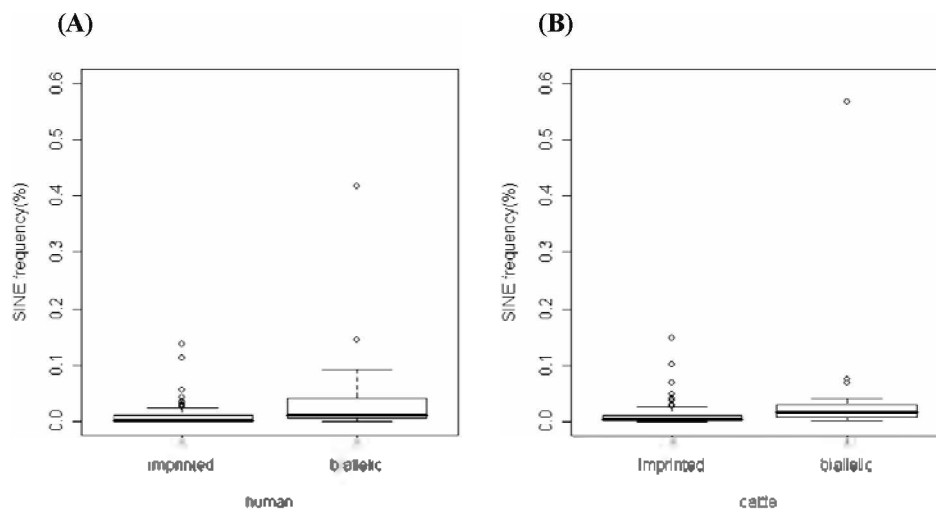 (A)
(B)
SINE frequency(%)
0.0
0.1
0.2
0.3
0.4
0.5
0.6
imprinted
biallelic
human
SINE frequency(%)
0.0
0.1
0.2
0.3
0.4
0.5
0.6
imprinted
biallelic
cattle